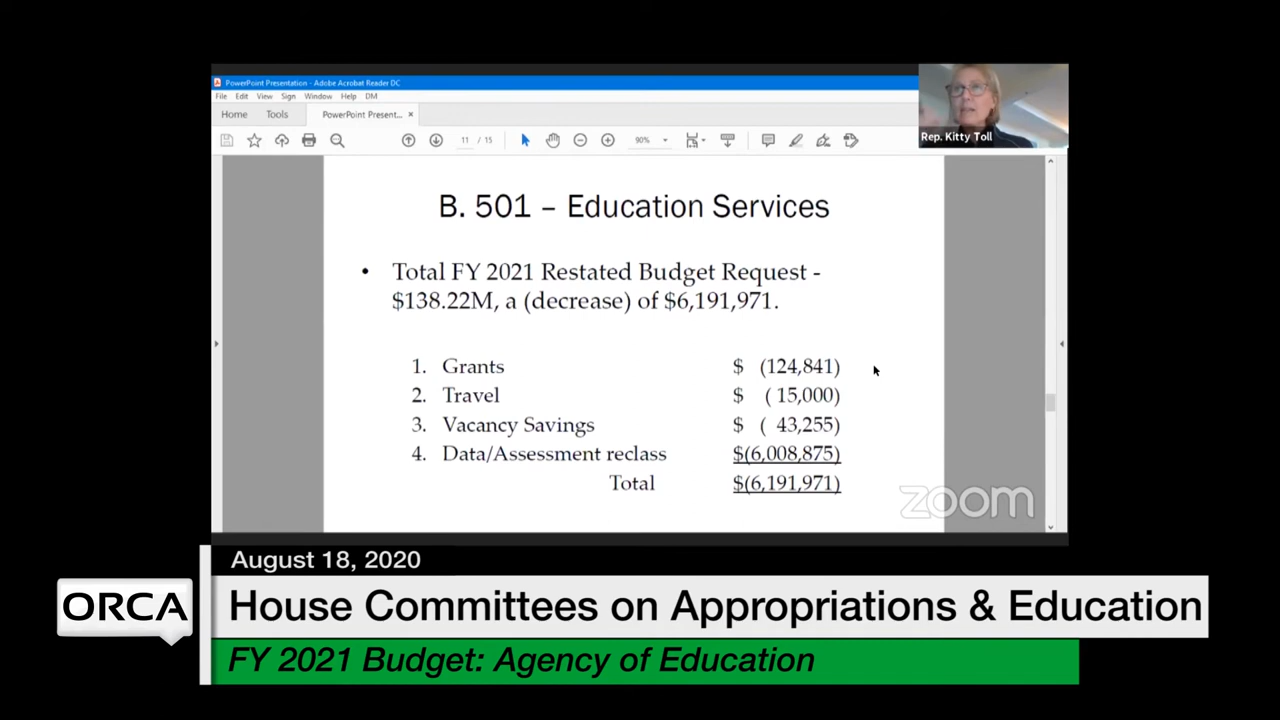 PowerPoint Presentation - Adobe Acrobat Reader DC
File Edit View Sign Window Help DM
Home Tools PowerPoint Present... ×
11 / 15 90%
Rep. Kitty Toll
B. 501 – Education Services
• Total FY 2021 Restated Budget Request -
$138.22M, a (decrease) of $6,191,971.
1. Grants $ (124,841)
2. Travel $ ( 15,000)
3. Vacancy Savings $ ( 43,255)
4. Data/Assessment reclass $(6,008,875)
Total $(6,191,971)
zoom
August 18, 2020
ORCA
House Committees on Appropriations & Education
FY 2021 Budget: Agency of Education